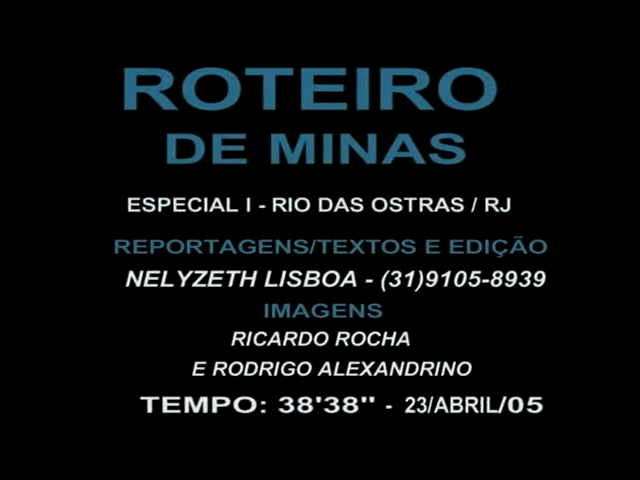 ROTEIRO
DE MINAS
ESPECIAL I - RIO DAS OSTRAS / RJ
REPORTAGENS/TEXTOS E EDIÇÃO
NELYZETH LISBOA - (31)9105-8939
IMAGENS
RICARDO ROCHA
E RODRIGO ALEXANDRINO
TEMPO: 38'38" - 23/ABRIL/05